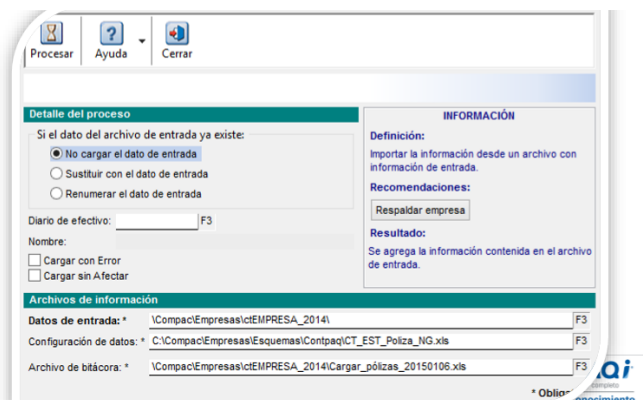 Procesar Ayuda Cerrar
Detalle del proceso
Si el dato del archivo de entrada ya existe:
No cargar el dato de entrada
Sustituir con el dato de entrada
Renumerar el dato de entrada
Diario de efectivo: F3
Nombre:
Cargar con Error
Cargar sin Afectar
INFORMACIÓN
Definición:
Importar la información desde un archivo con
información de entrada.
Recomendaciones:
Respaldar empresa
Resultado:
Se agrega la información contenida en el archivo
de entrada.
Archivos de información
Datos de entrada: * \Compac\Empresas\ctEMPRESA_2014\ F3
Configuración de datos: * C:\Compac\Empresas\Esquemas\Contpaq\CT_EST_Poliza_NG.xls F3
Archivo de bitácora: * \Compac\Empresas\ctEMPRESA_2014\Cargar_pólizas_20150106.xls F3
completo